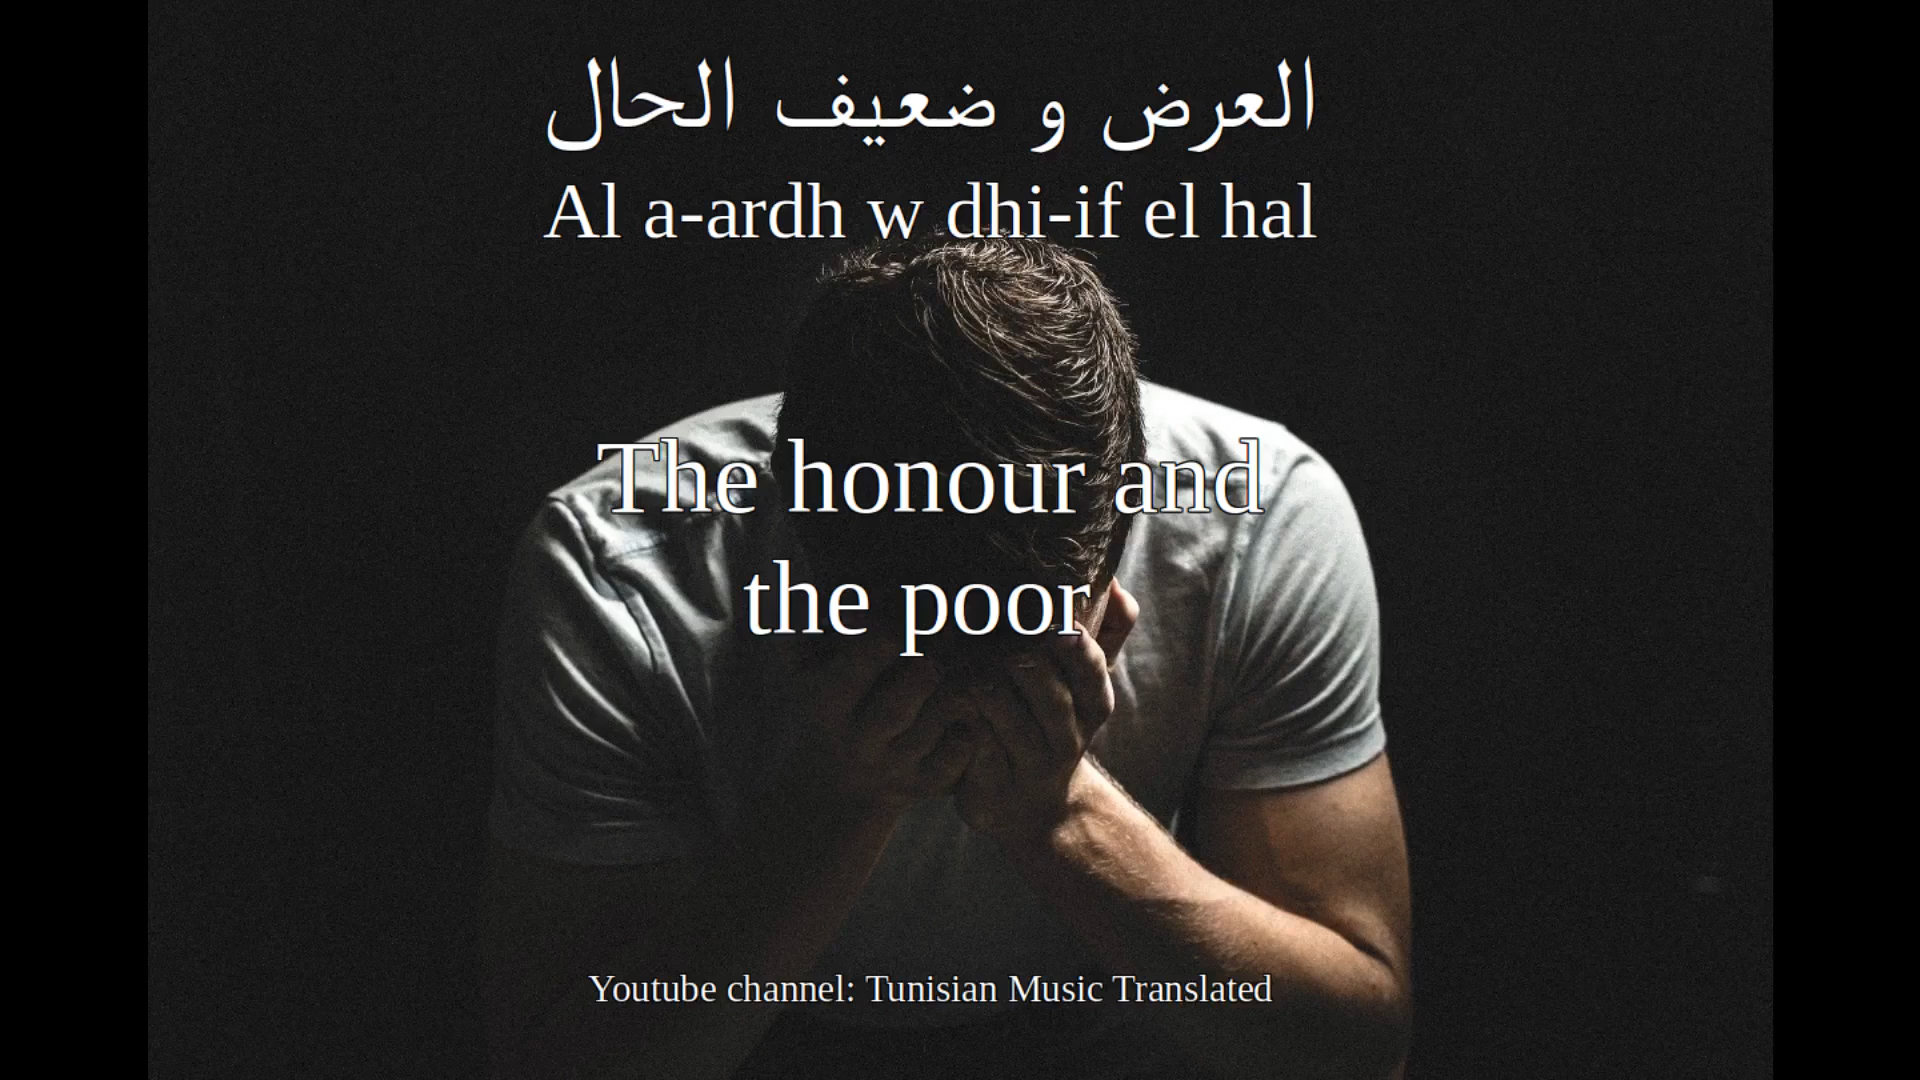 العرض و ضعيف الحال
Al a-ardh w dhi-if el hal
The honour and
the poor
Youtube channel: Tunisian Music Translated